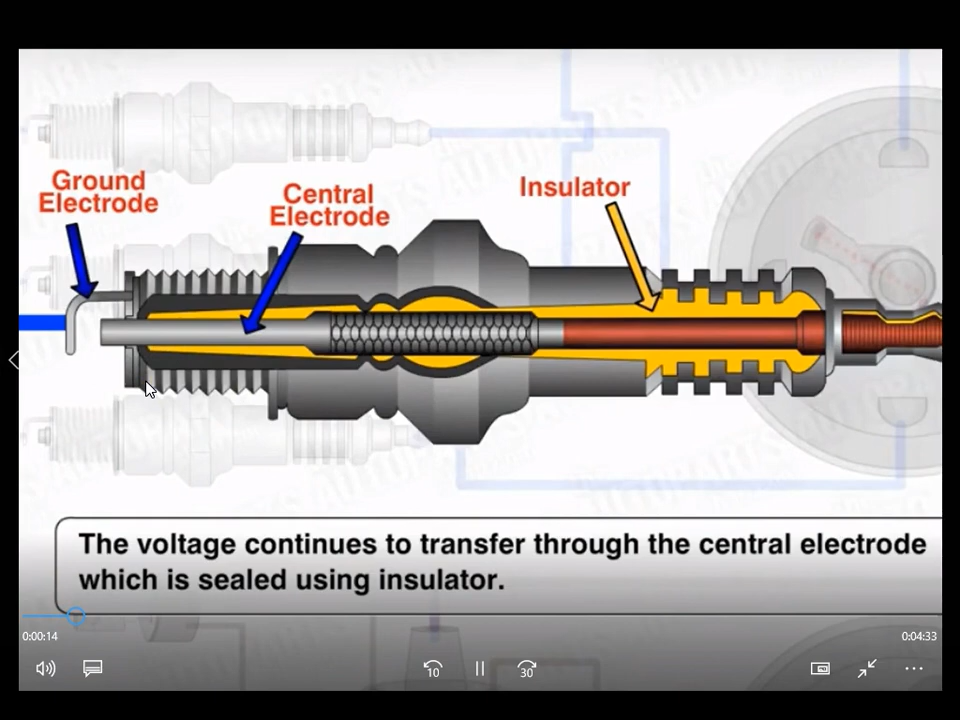 Ground
Electrode
Central
Electrode
Insulator
The voltage continues to transfer through the central electrode
which is sealed using insulator.
0:00:14
0:04:33
10
30